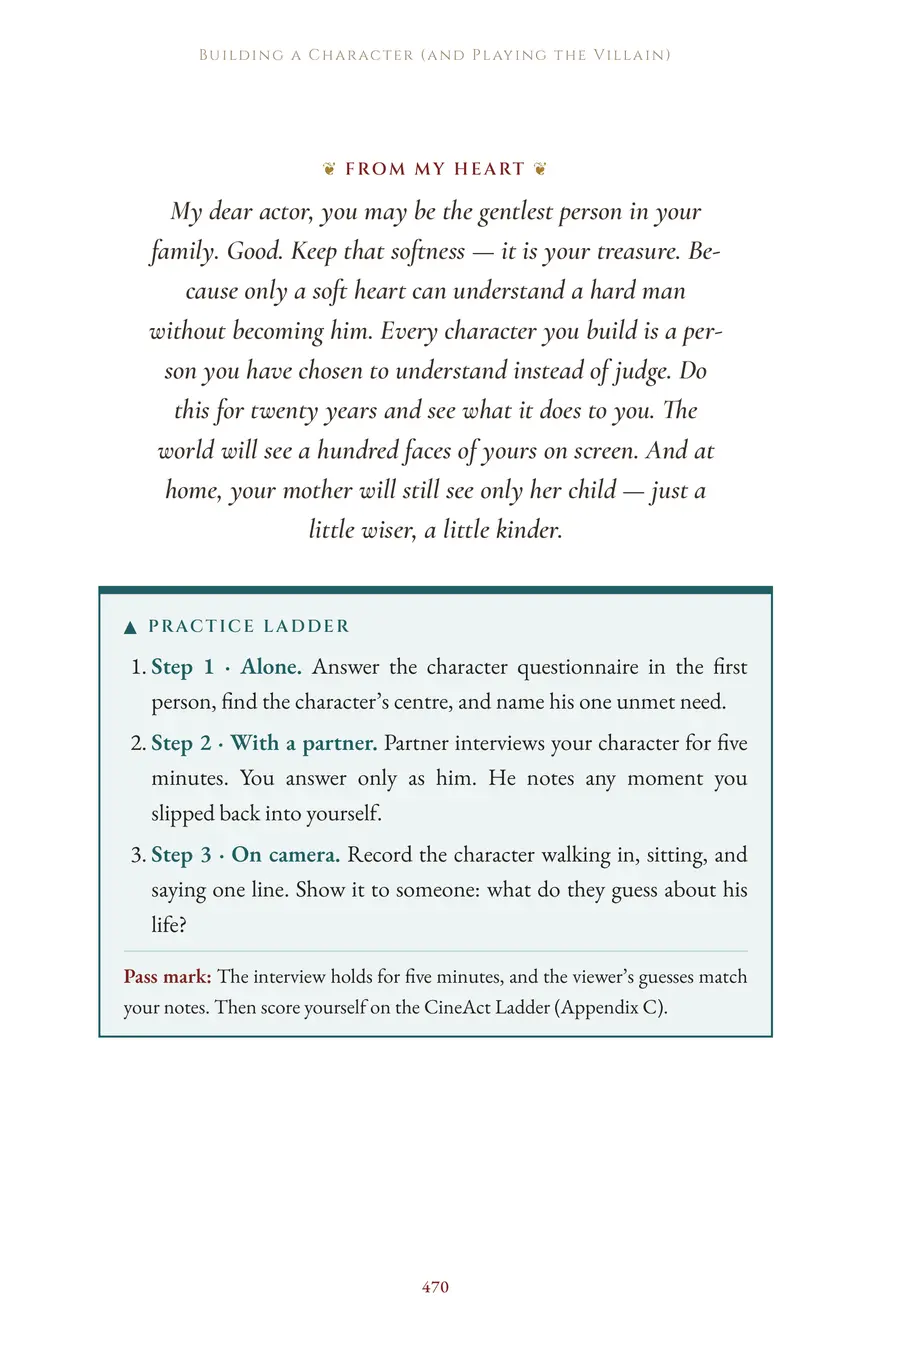 Building a Character (and Playing the Villain)
❦ FROM MY HEART ❦
My dear actor, you may be the gentlest person in your
family. Good. Keep that softness — it is your treasure. Be-
cause only a soft heart can understand a hard man
without becoming him. Every character you build is a per-
son you have chosen to understand instead of judge. Do
this for twenty years and see what it does to you. The
world will see a hundred faces of yours on screen. And at
home, your mother will still see only her child — just a
little wiser, a little kinder.
▲ PRACTICE LADDER
1. Step 1 · Alone. Answer the character questionnaire in the first
person, find the character’s centre, and name his one unmet need.
2. Step 2 · With a partner. Partner interviews your character for five
minutes. You answer only as him. He notes any moment you
slipped back into yourself.
3. Step 3 · On camera. Record the character walking in, sitting, and
saying one line. Show it to someone: what do they guess about his
life?
Pass mark: The interview holds for five minutes, and the viewer’s guesses match
your notes. Then score yourself on the CineAct Ladder (Appendix C).
470